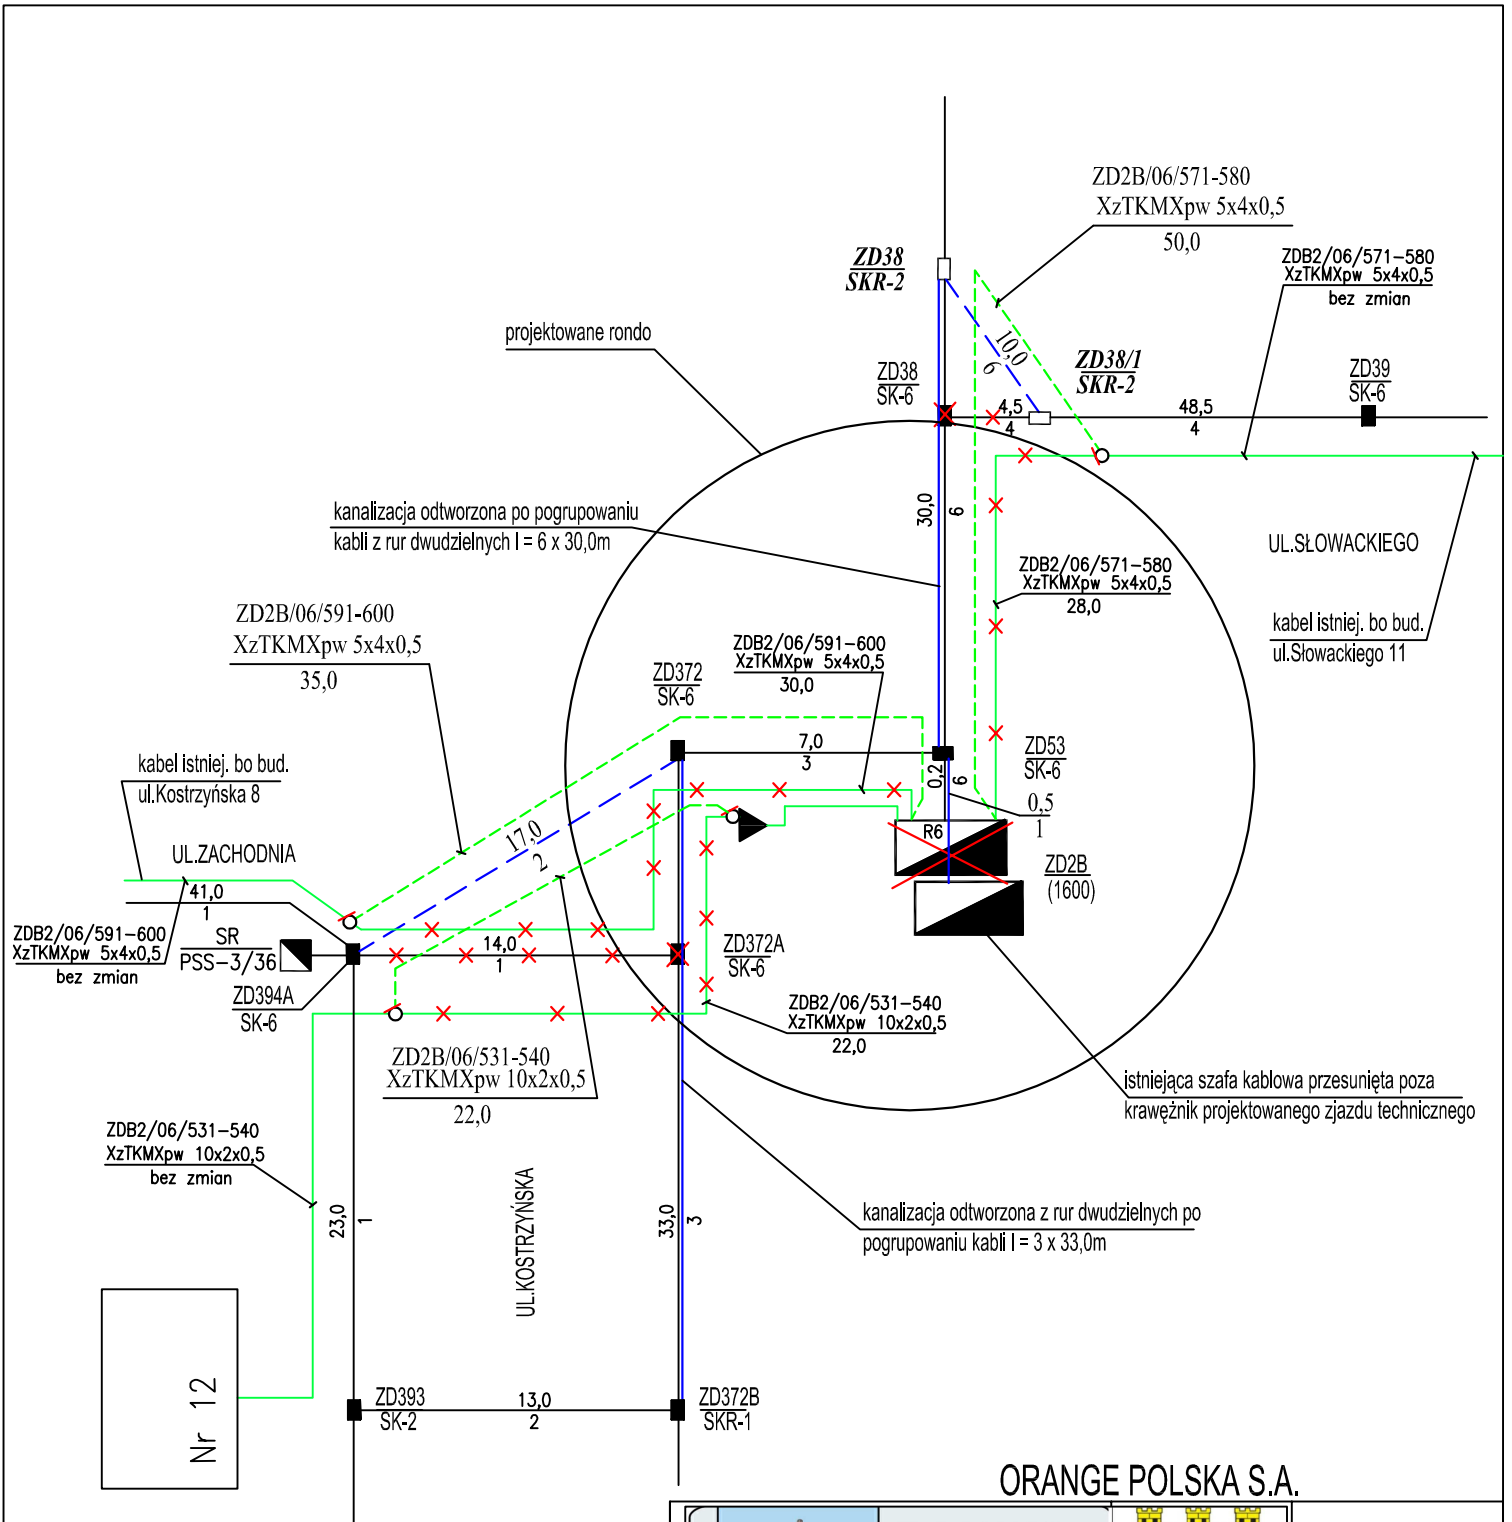 ZD2B/06/571-580
XzTKMXpw 5x4x0,5
50,0
ZD38
SKR-2
ZDB2/06/571-580
XzTKMXpw 5x4x0,5
bez zmian
projektowane rondo
10,0
6
ZD38/1
SKR-2
ZD38
SK-6
ZD39
SK-6
4,5
4
48,5
4
kanalizacja odtworzona po pogrupowaniu
kabli z rur dwudzielnych l = 6 x 30,0m
30,0
6
UL.SŁOWACKIEGO
ZDB2/06/571-580
XzTKMXpw 5x4x0,5
28,0
ZD2B/06/591-600
XzTKMXpw 5x4x0,5
35,0
kabel istniej. bo bud.
ul.Słowackiego 11
ZDB2/06/591-600
XzTKMXpw 5x4x0,5
30,0
ZD372
SK-6
7,0
3
ZD53
SK-6
0,2
6
0,5
1
kabel istniej. bo bud.
ul.Kostrzyńska 8
17,0
2
R6
UL.ZACHODNIA
ZD2B
(1600)
41,0
1
ZDB2/06/591-600
XzTKMXpw 5x4x0,5
bez zmian
SR
PSS-3/36
14,0
1
ZD372A
SK-6
ZD394A
SK-6
ZDB2/06/531-540
XzTKMXpw 10x2x0,5
22,0
ZD2B/06/531-540
XzTKMXpw 10x2x0,5
22,0
istniejąca szafa kablowa przesunięta poza
krawężnik projektowanego zjazdu technicznego
ZDB2/06/531-540
XzTKMXpw 10x2x0,5
bez zmian
23,0
1
UL.KOSTRZYŃSKA
33,0
3
kanalizacja odtworzona z rur dwudzielnych po
pogrupowaniu kabli l = 3 x 33,0m
Nr 12
ZD393
SK-2
13,0
2
ZD372B
SKR-1
ORANGE POLSKA S.A.